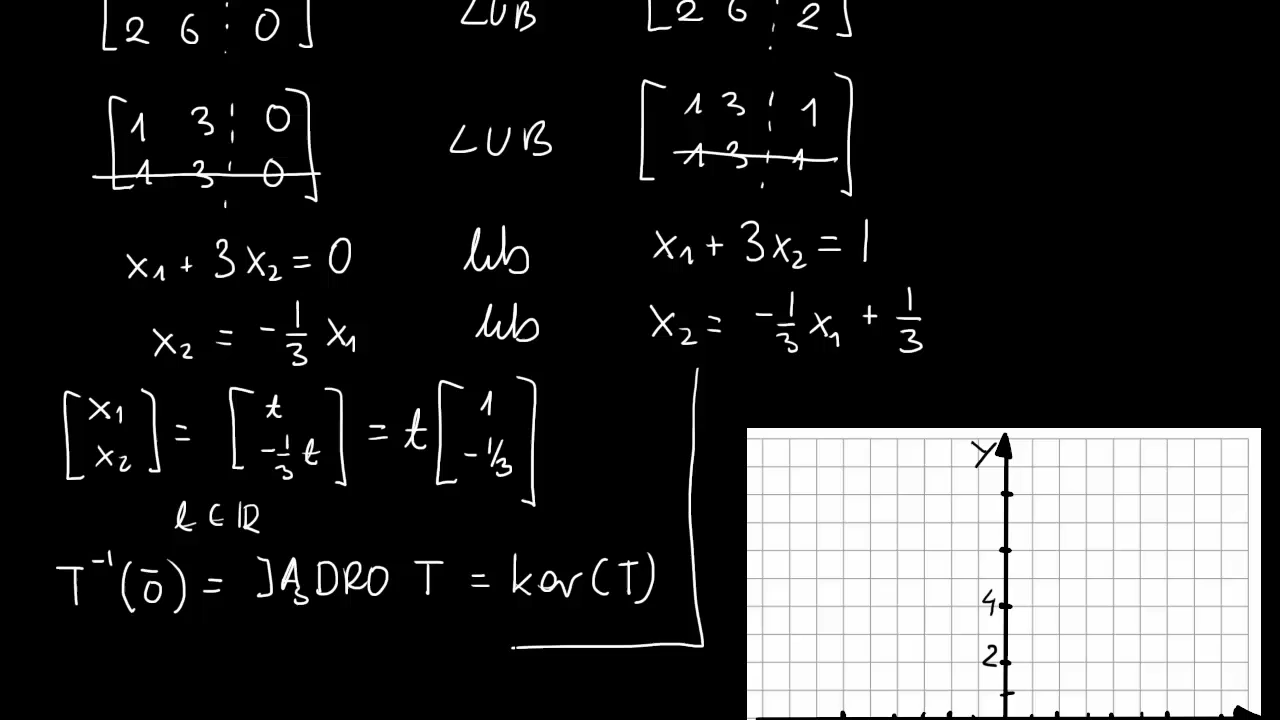 [2 6 ⋮ 0] LUB [2 6 ⋮ 2]
[1 3 ⋮ 0] LUB [1 3 ⋮ 1]
1 3 ⋮ 0 1 3 ⋮ 1
x₁ + 3x₂ = 0 lub x₁ + 3x₂ = 1
x₂ = -1/3 x₁ lub x₂ = -1/3 x₁ + 1/3
[x₁ x₂] = [t -1/3 t] = t [1 -1/3]
t ∈ ℝ
T⁻¹(0̄) = JĄDRO T = ker(T)
Y
4
2